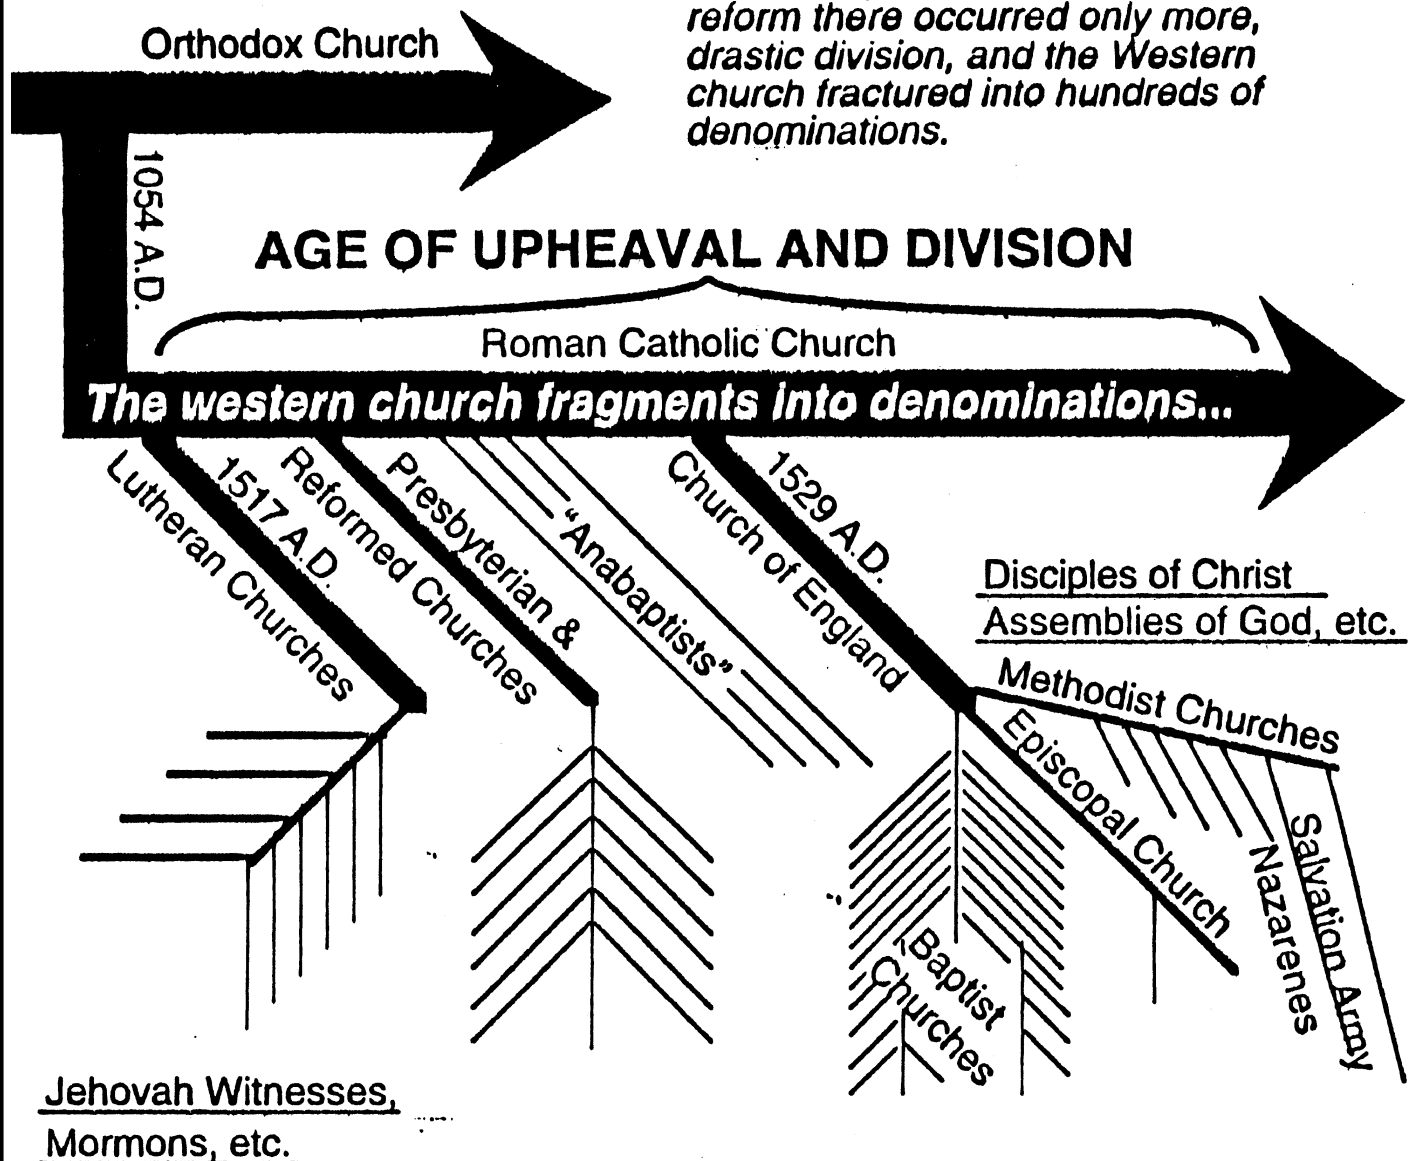 reform there occurred only more,
drastic division, and the Western
church fractured into hundreds of
denominations.
Orthodox Church
1054 A.D.
AGE OF UPHEAVAL AND DIVISION
Roman Catholic Church
The western church fragments into denominations...
Lutheran Churches
1517 A.D.
Reformed Churches
Presbyterian &
"Anabaptists"
Church of England
1529 A.D.
Disciples of Christ
Assemblies of God, etc.
Methodist Churches
Episcopal Church
Salvation Army
Nazarenes
Baptist
Churches
Jehovah Witnesses,
Mormons, etc.